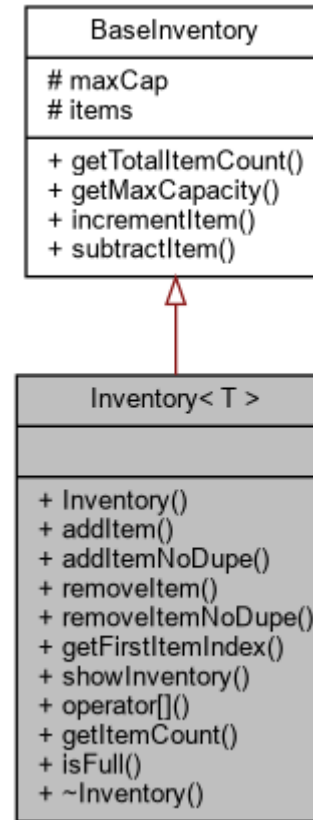 BaseInventory
# maxCap
# items
+ getTotalItemCount()
+ getMaxCapacity()
+ incrementItem()
+ subtractItem()
Inventory< T >
+ Inventory()
+ addItem()
+ addItemNoDupe()
+ removeItem()
+ removeItemNoDupe()
+ getFirstItemIndex()
+ showInventory()
+ operator[]()
+ getItemCount()
+ isFull()
+ ~Inventory()